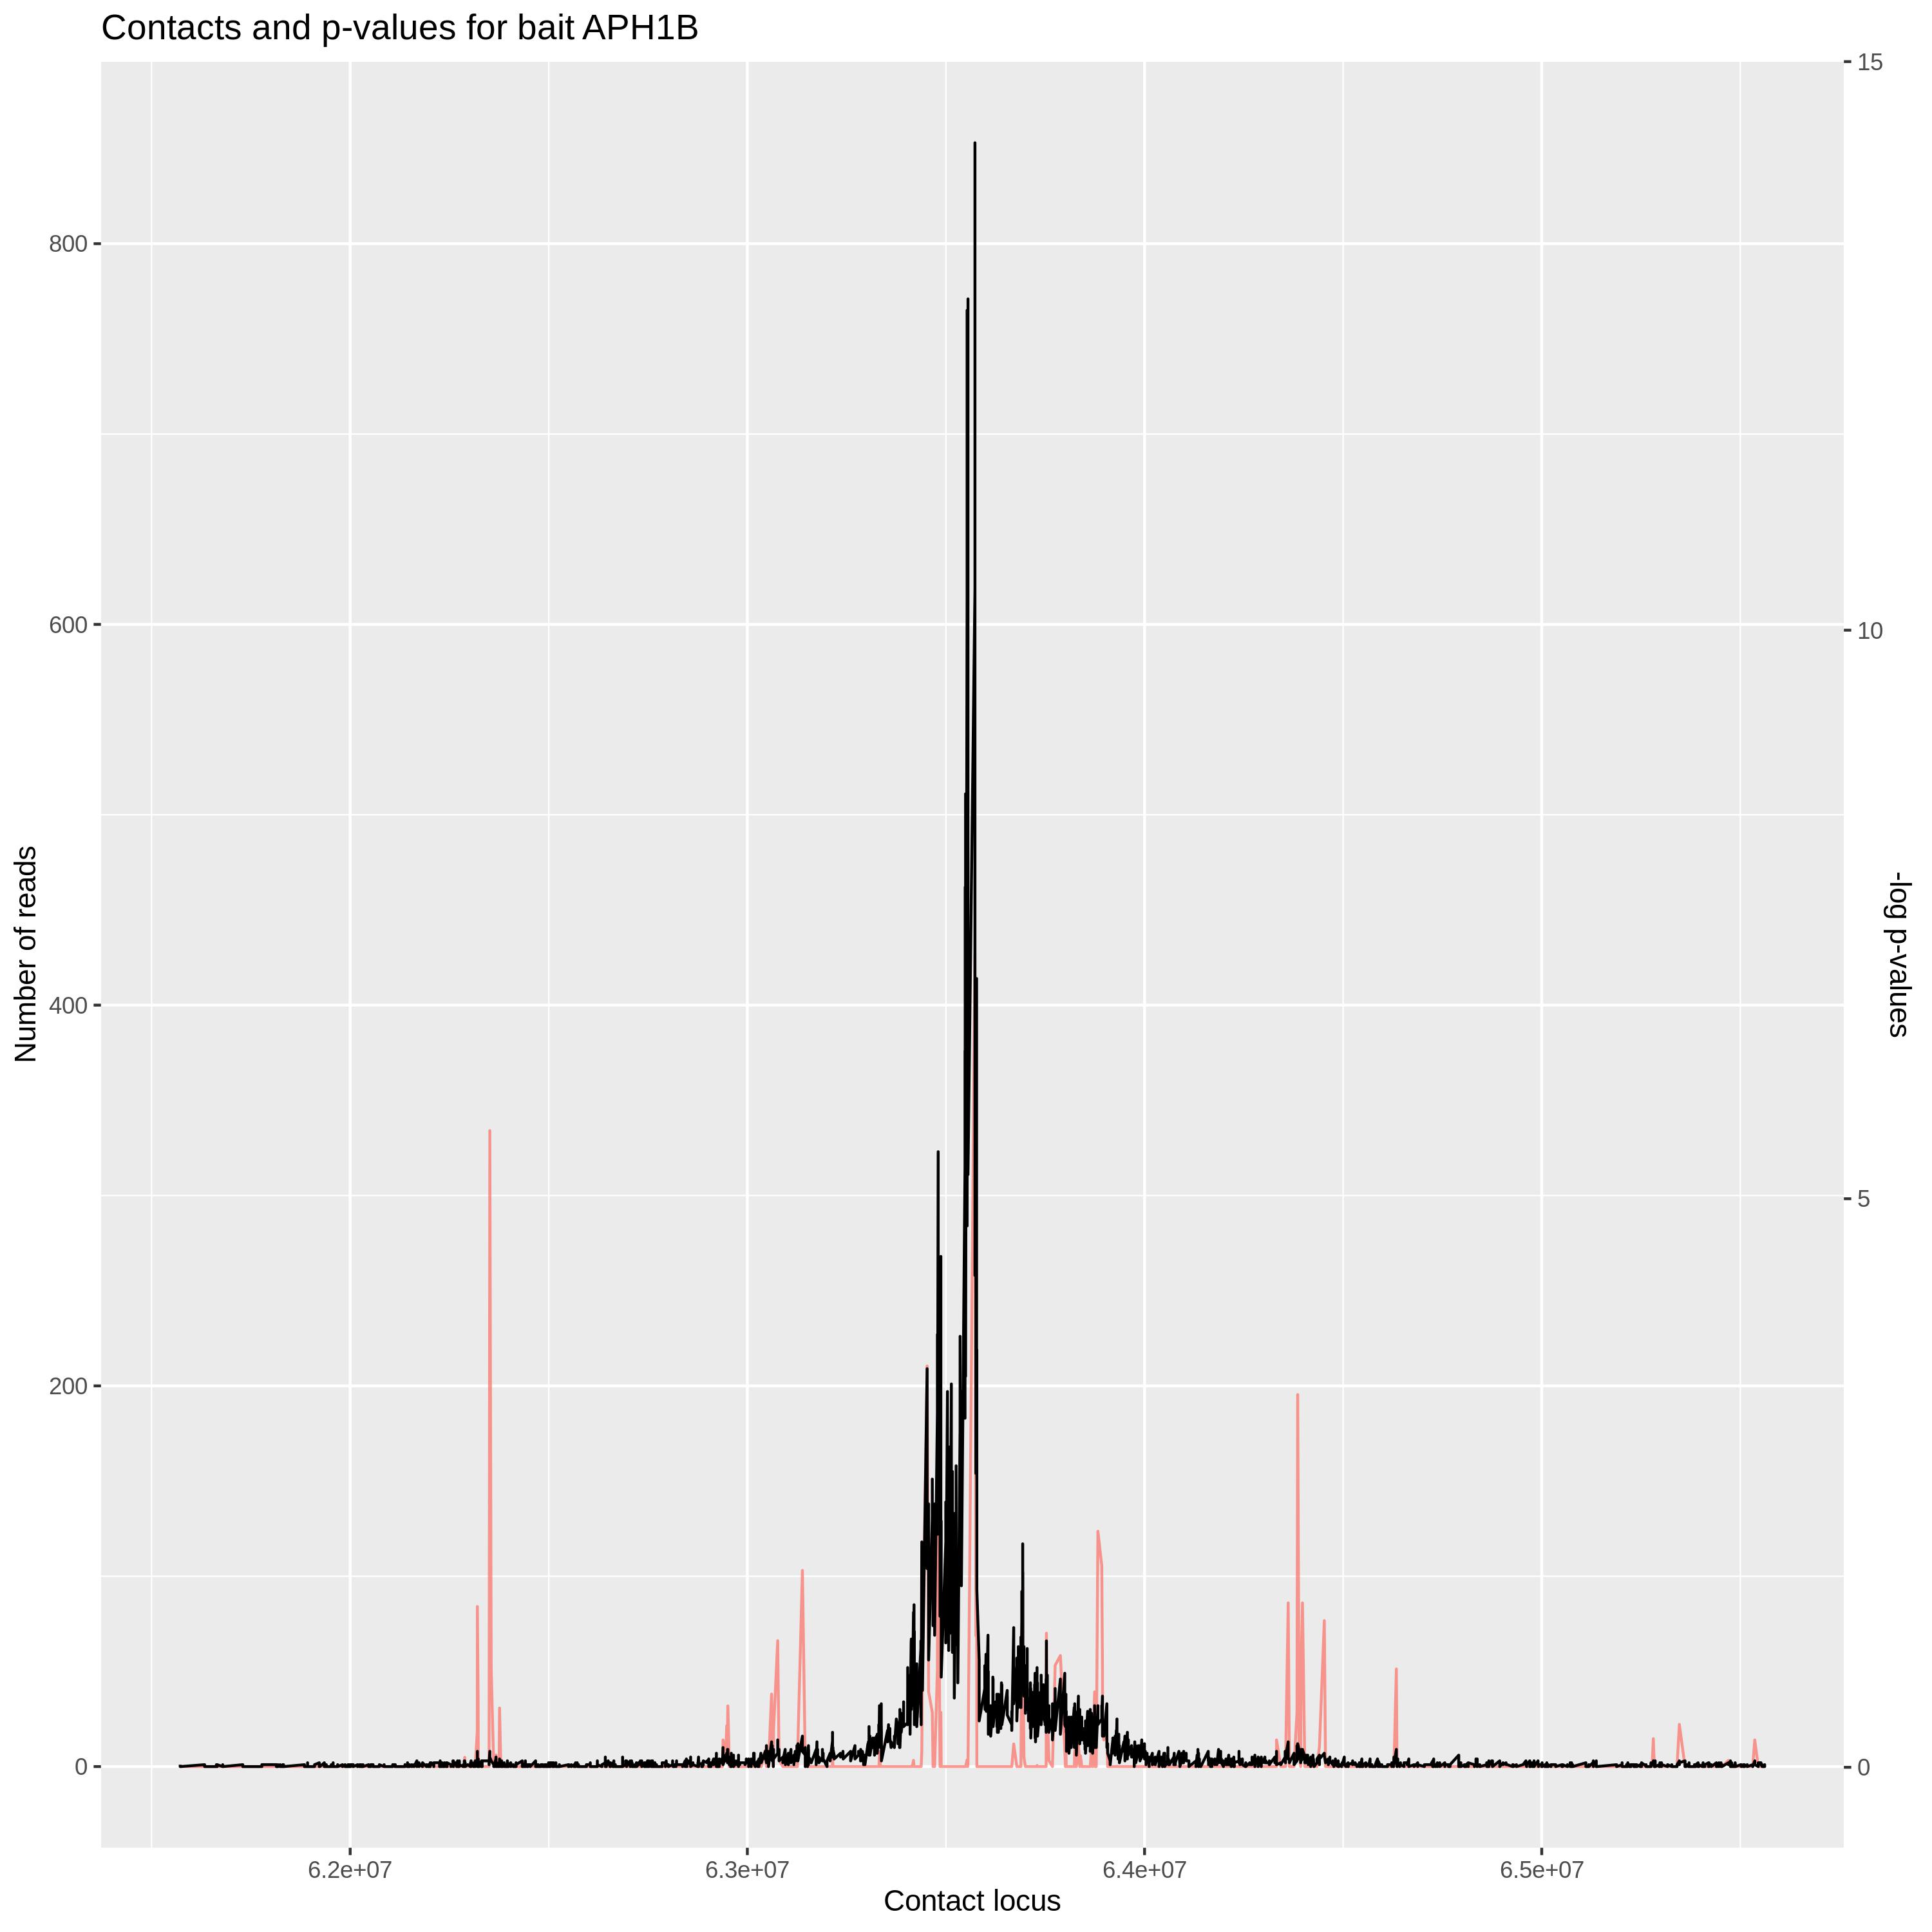 Contacts and p-values for bait APH1B
15
800
600
10
Number of reads
-log p-values
400
5
200
0
0
6.2e+07
6.3e+07
6.4e+07
6.5e+07
Contact locus